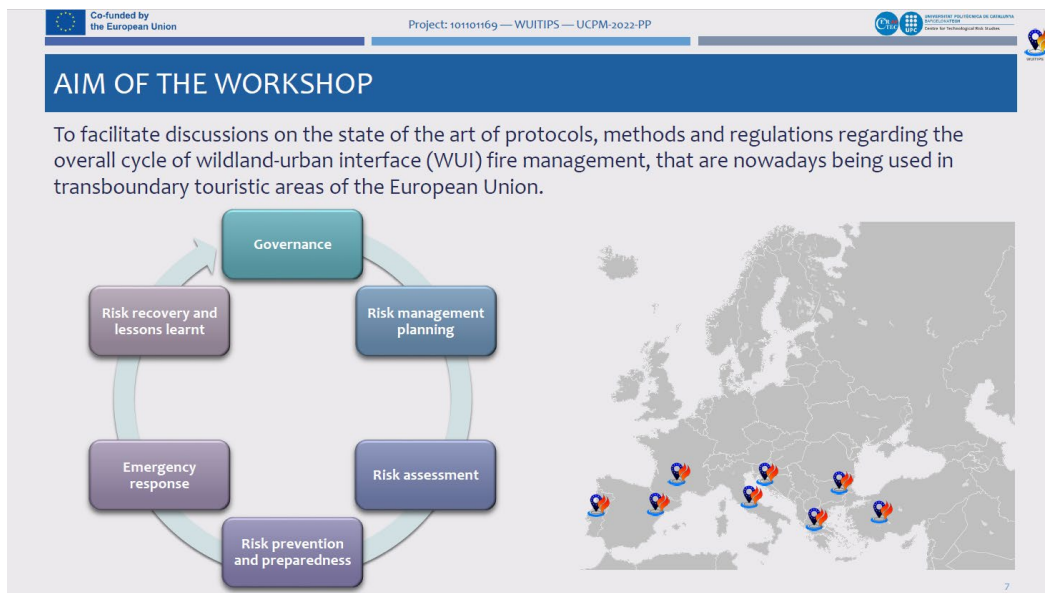 Co-funded by
the European Union
Project: 101101169 — WUITIPS — UCPM-2022-PP
CERTEC
UPC
UNIVERSITAT POLITÈCNICA DE CATALUNYA
BARCELONATECH
Centre for Technological Risk Studies
WUITIPS
AIM OF THE WORKSHOP
To facilitate discussions on the state of the art of protocols, methods and regulations regarding the
overall cycle of wildland-urban interface (WUI) fire management, that are nowadays being used in
transboundary touristic areas of the European Union.
Governance
Risk management
planning
Risk assessment
Risk prevention
and preparedness
Emergency
response
Risk recovery and
lessons learnt
7